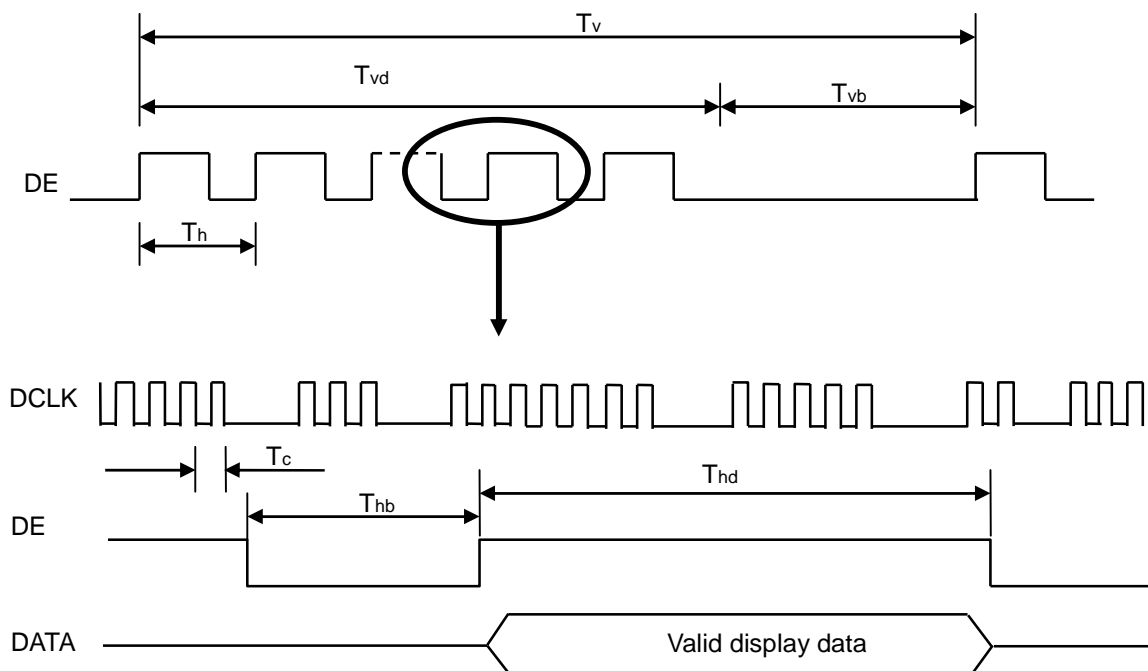 Tv
Tvd
Tvb
DE
Th
DCLK
Tc
Thd
Thb
DE
DATA
Valid display data